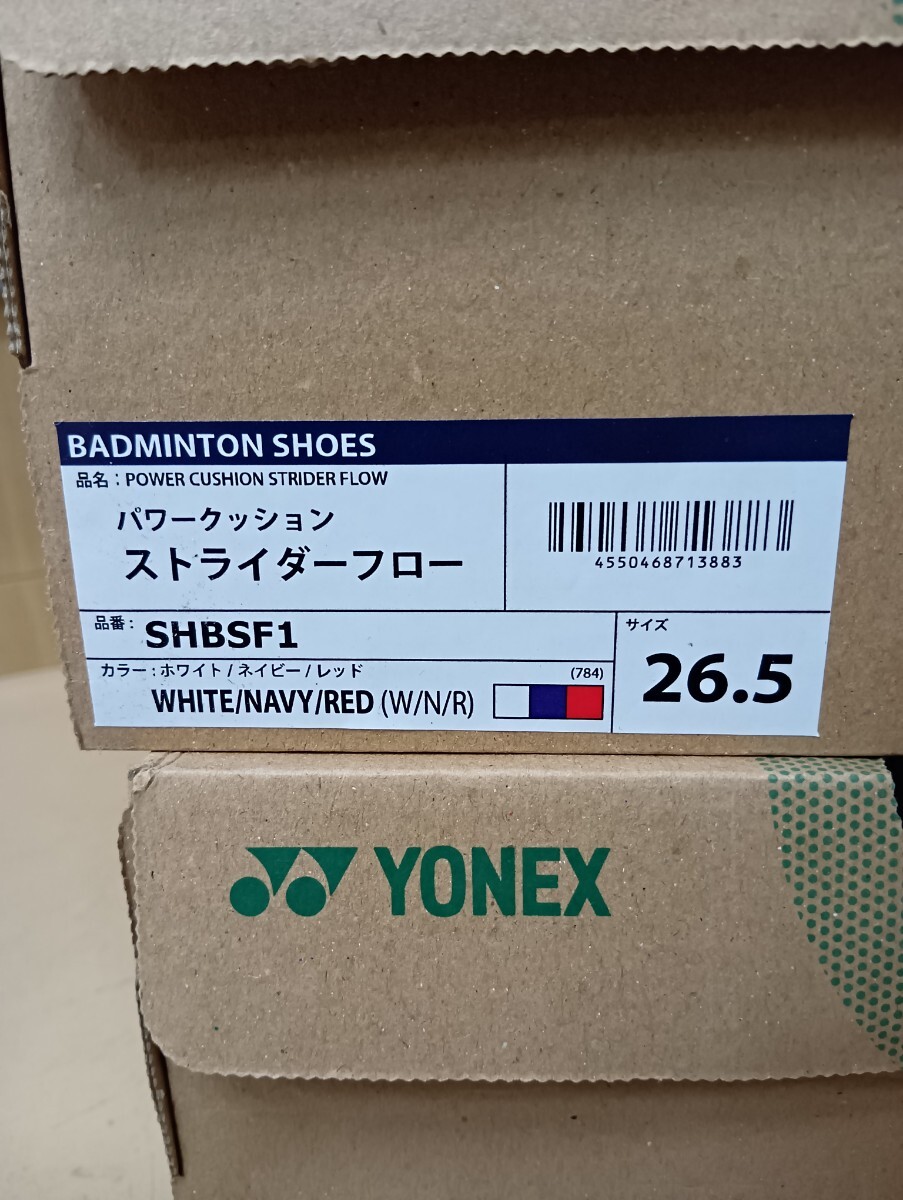 BADMINTON SHOES
品名：POWER CUSHION STRIDER FLOW
パワークッション
ストライダーフロー
4550468713883
品番：SHBSF1
カラー：ホワイト/ネイビー/レッド
(784)
WHITE/NAVY/RED (W/N/R)
サイズ
26.5
YONEX